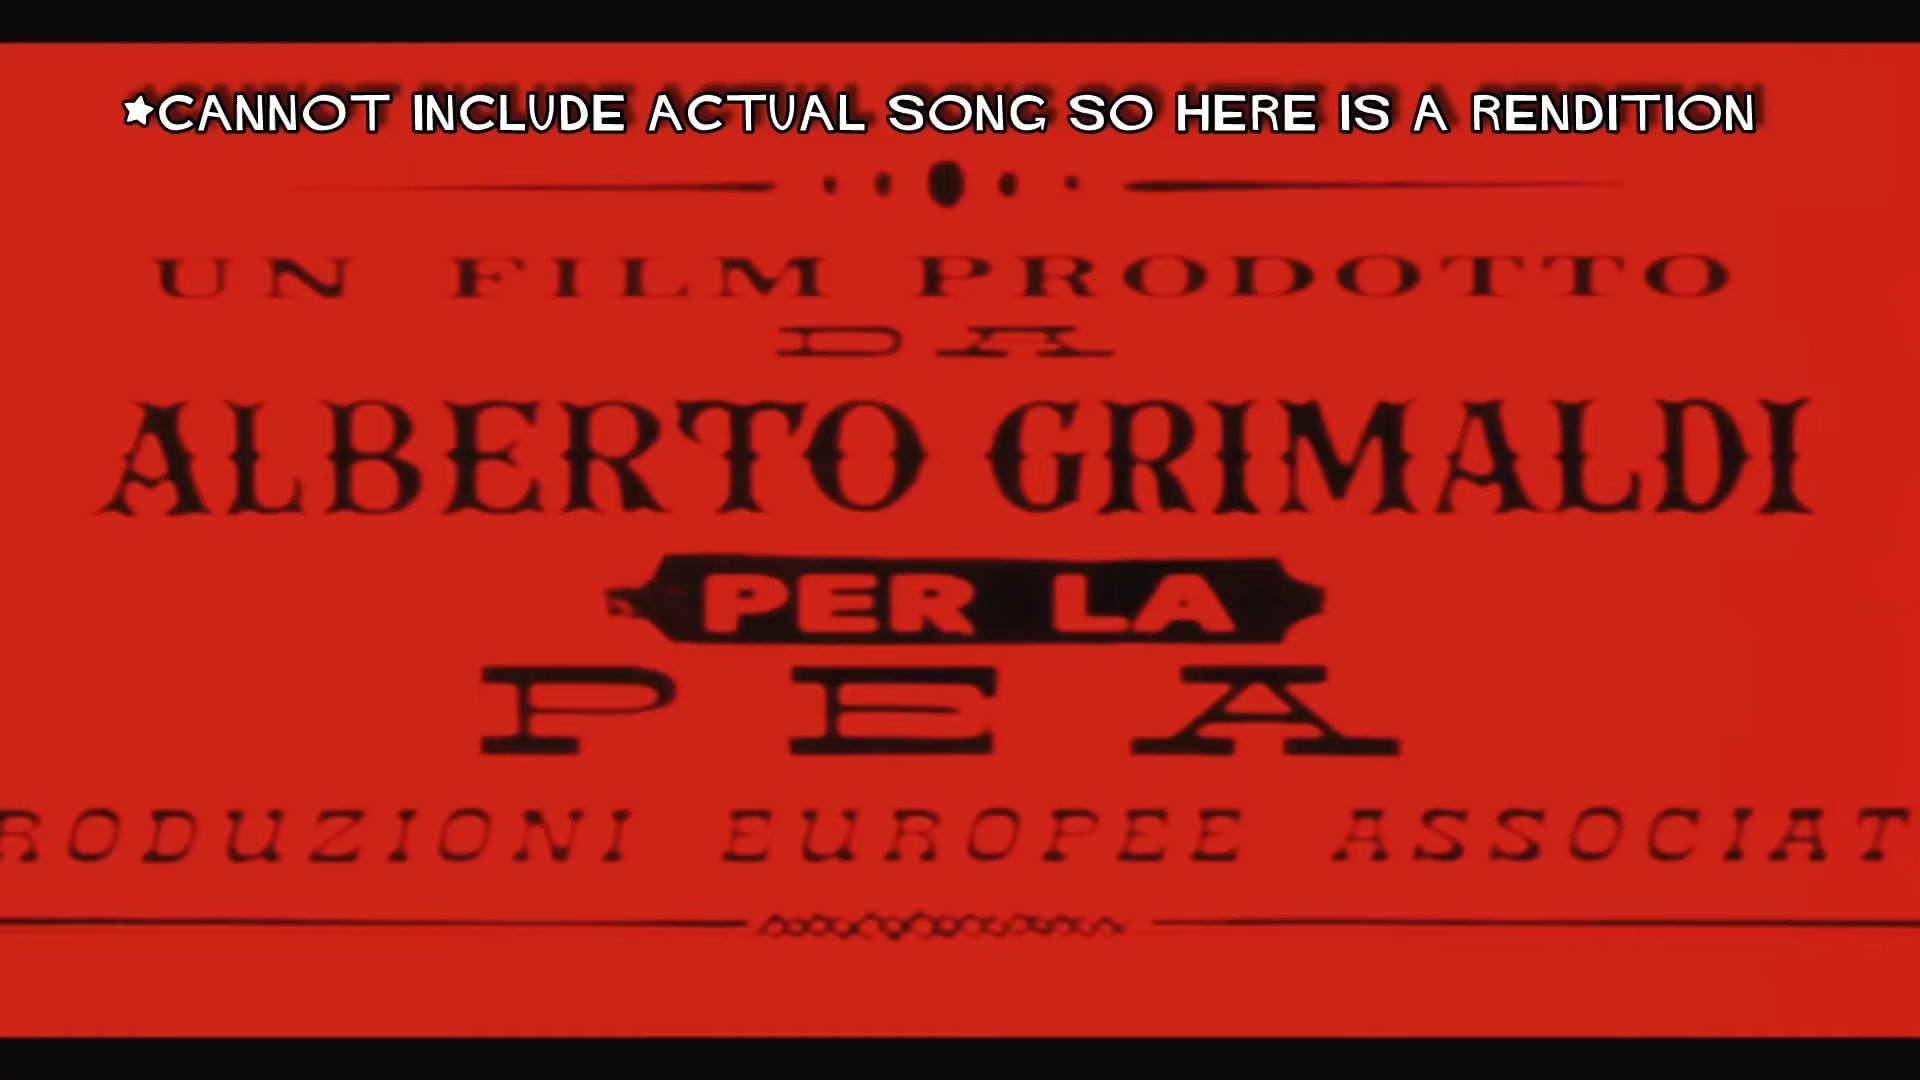 ★CANNOT INCLUDE ACTUAL SONG SO HERE IS A RENDITION
UN FILM PRODOTTO
DA
ALBERTO GRIMALDI
PER LA
PEA
RODUZIONI EUROPEE ASSOCIAT